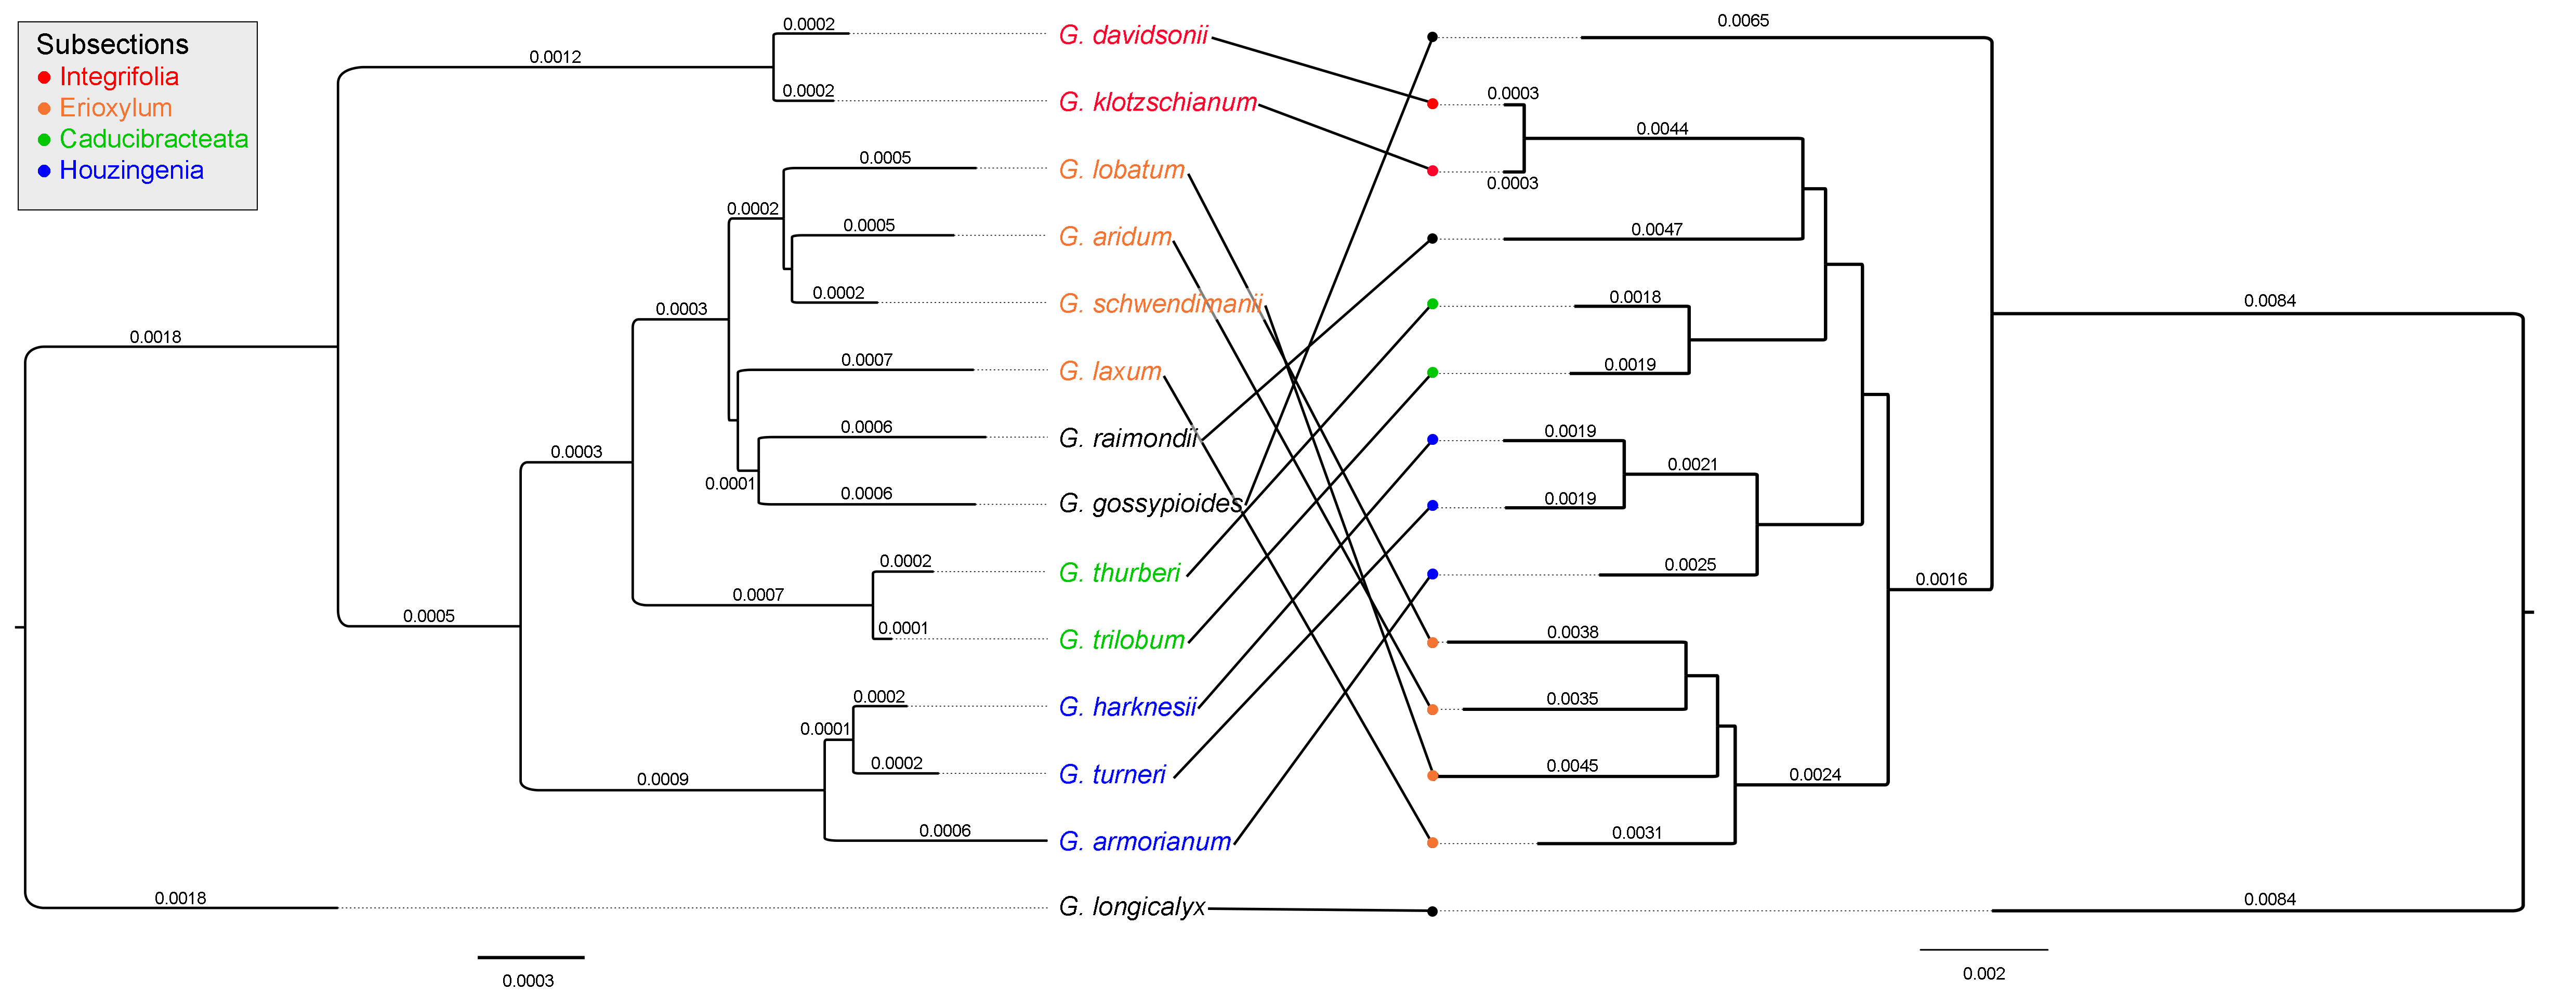 Subsections
Integrifolia
Erioxylum
Caducibracteata
Houzingenia
0.0002
0.0012
0.0002
0.0005
0.0002
0.0005
0.0002
0.0003
0.0018
0.0007
0.0003
0.0006
0.0001
0.0006
0.0002
0.0007
0.0005
0.0001
0.0002
0.0001
0.0002
0.0009
0.0006
0.0018
0.0003
G. davidsonii
G. klotzschianum
G. lobatum
G. aridum
G. schwendimanii
G. laxum
G. raimondii
G. gossypioides
G. thurberi
G. trilobum
G. harknesii
G. turneri
G. armorianum
G. longicalyx
0.0065
0.0003
0.0044
0.0003
0.0047
0.0018
0.0084
0.0019
0.0019
0.0021
0.0019
0.0025
0.0016
0.0038
0.0035
0.0045
0.0024
0.0031
0.0084
0.002